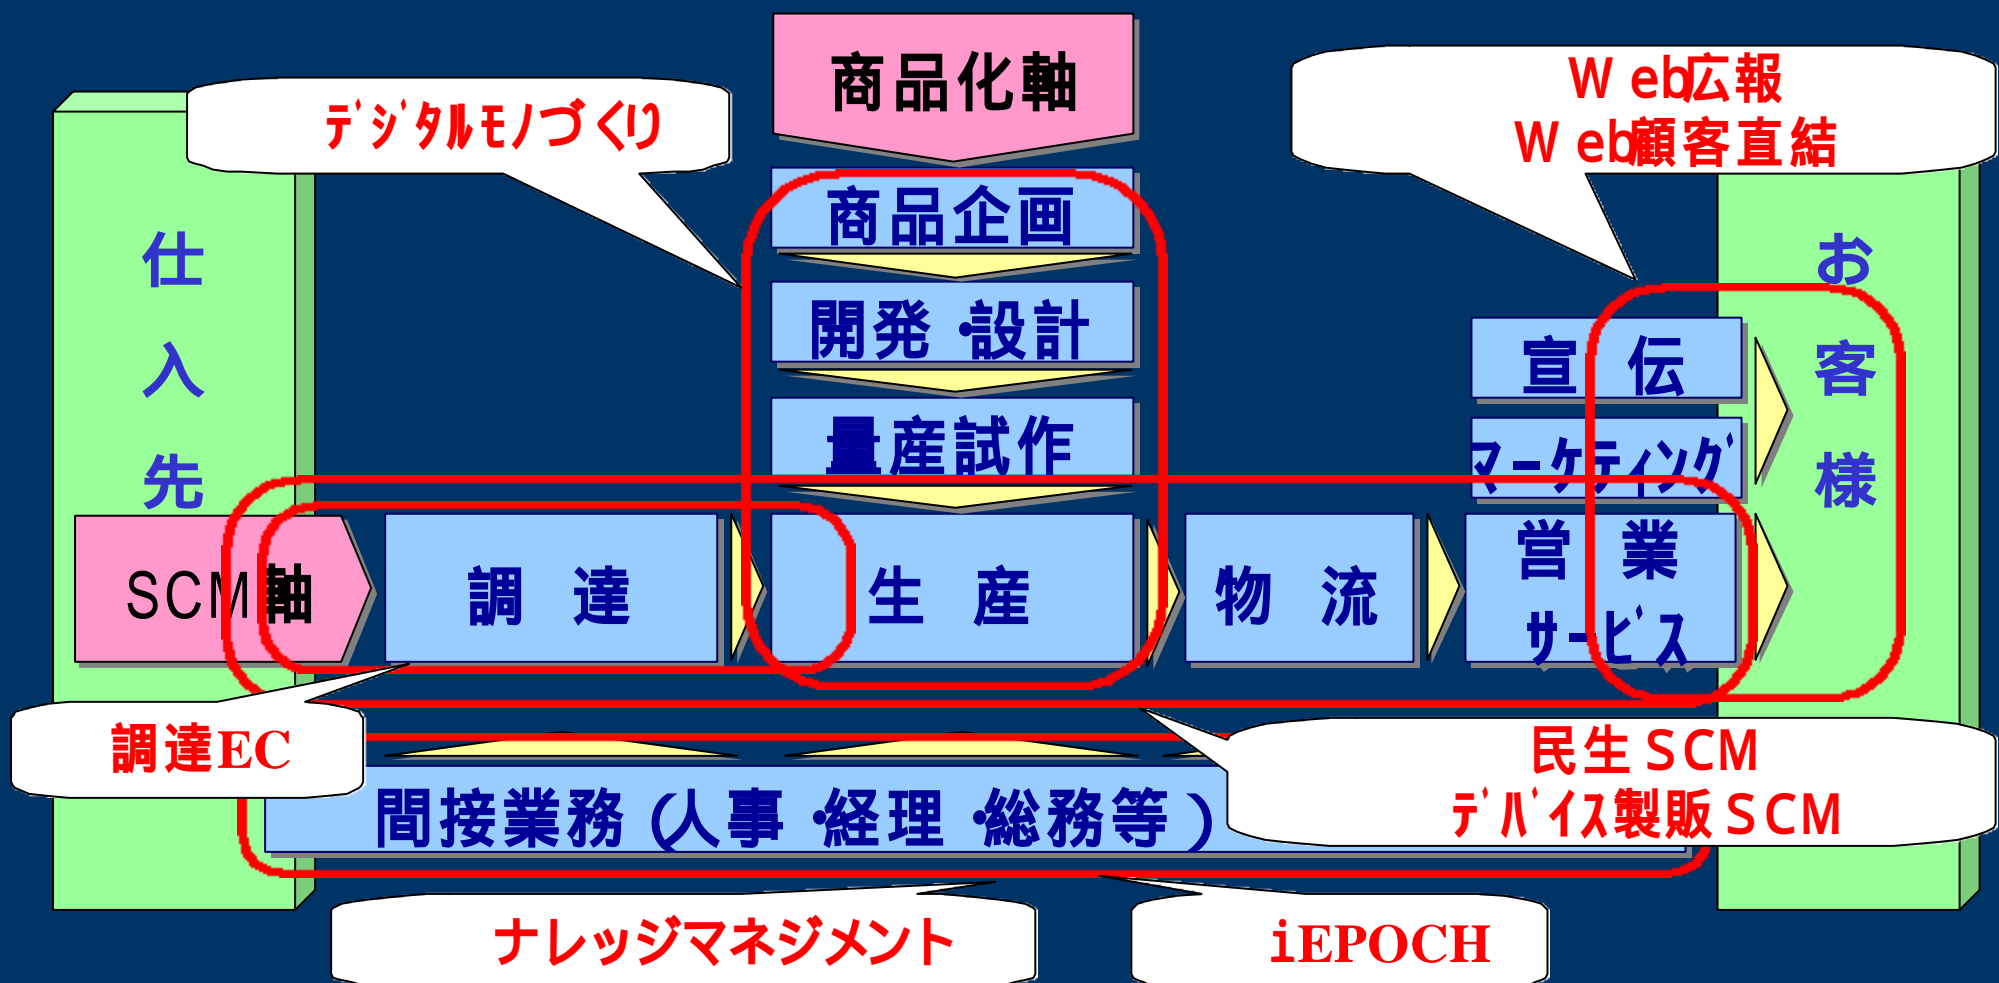 商品化軸
デジタルモノづくり
Web広報
Web顧客直結
仕入先
商品企画
開発・設計
量産試作
お客様
宣 伝
マーケティング
SCM軸
調 達
生 産
物 流
営 業
サービス
調達EC
民生SCM
デバイス製販SCM
間接業務(人事・経理・総務等)
ナレッジマネジメント
iEPOCH